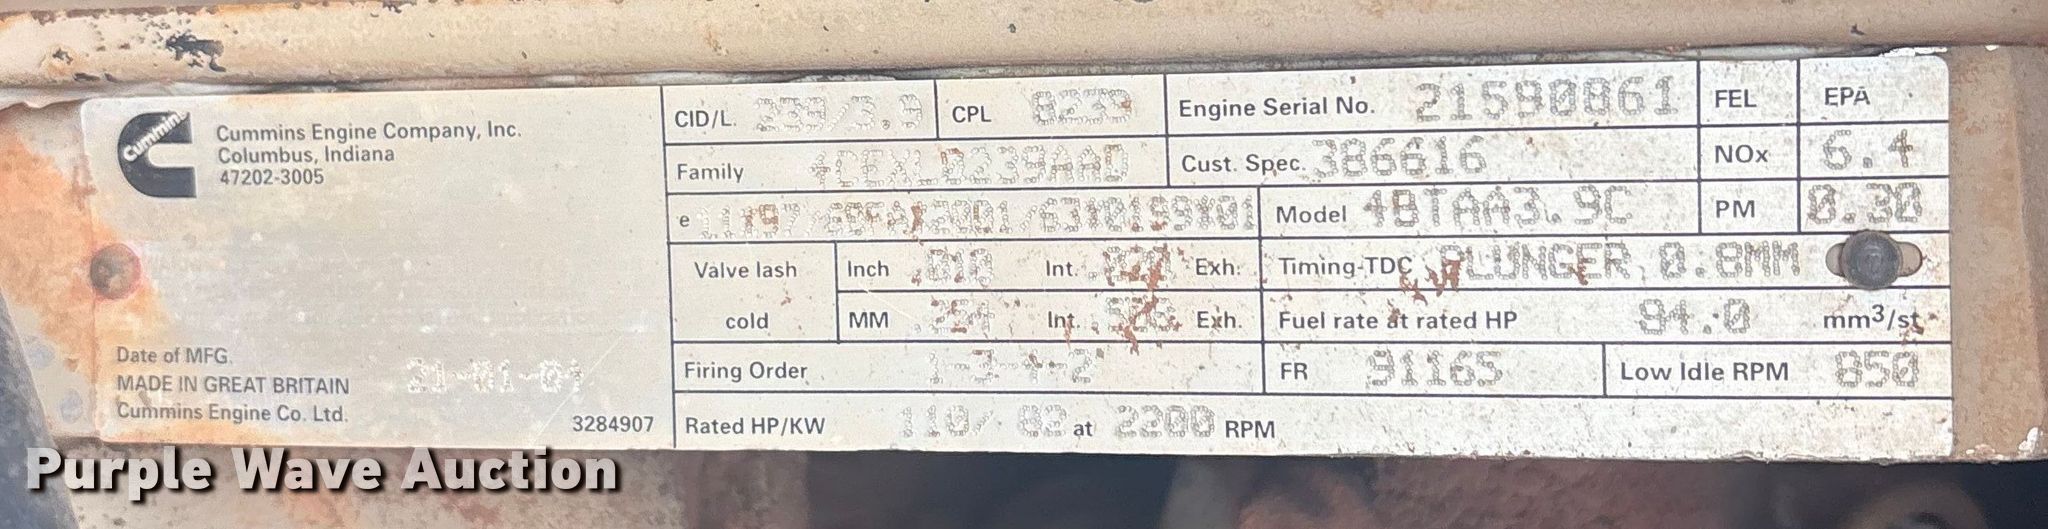 Cummins
Cummins Engine Company, Inc.
Columbus, Indiana
47202-3005
Date of MFG. 21-01-01
MADE IN GREAT BRITAIN
Cummins Engine Co. Ltd.
3284907
CID/L. 239/3.9 CPL 8233 Engine Serial No. 21590861 FEL EPA
Family Cust. Spec. 386616 NOx 6.4
e Model 4BTAA3.9C PM 0.30
Valve lash Inch Int. Exh. Timing-TDC PLUNGER 0.8MM
cold MM Int. Exh. Fuel rate at rated HP 94.0 mm³/st.
Firing Order 1-3-4-2 FR 91165 Low Idle RPM 850
Rated HP/KW 110/ 82 at 2200 RPM
Purple Wave Auction